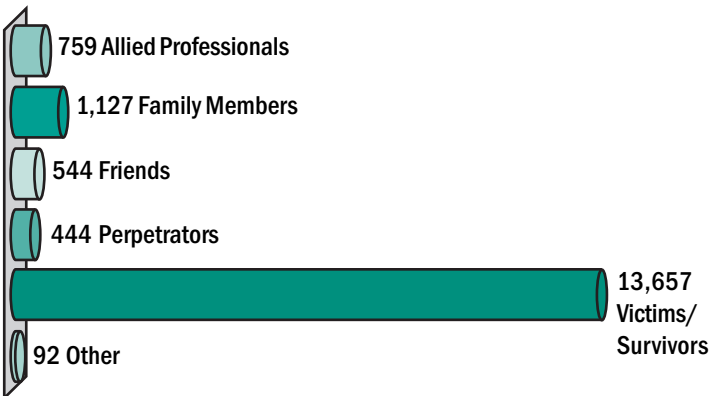 759 Allied Professionals
1,127 Family Members
544 Friends
444 Perpetrators
13,657
Victims/
Survivors
92 Other